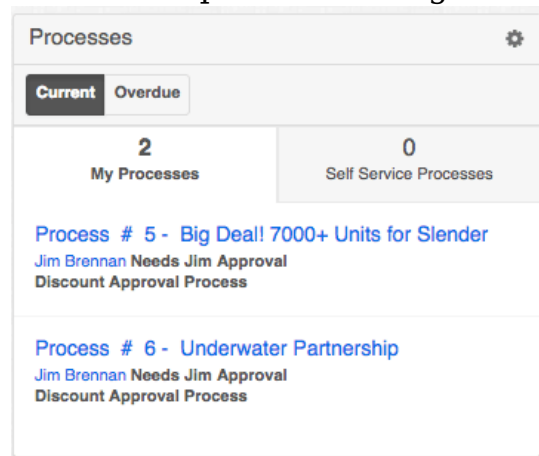 Processes
Current Overdue
2 0
My Processes Self Service Processes
Process # 5 - Big Deal! 7000+ Units for Slender
Jim Brennan Needs Jim Approval
Discount Approval Process
Process # 6 - Underwater Partnership
Jim Brennan Needs Jim Approval
Discount Approval Process